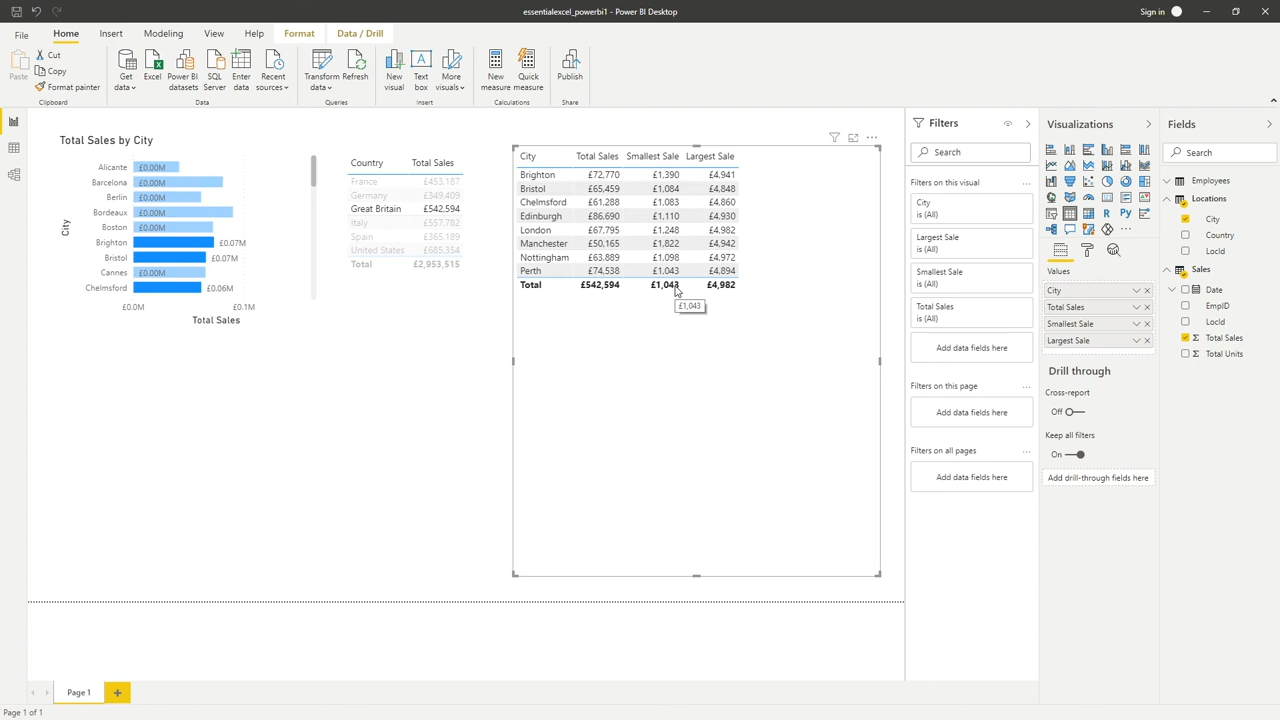 essentialexcel_powerbi1 - Power BI Desktop
Sign in
File Home Insert Modeling View Help Format Data / Drill
Paste
Cut
Copy
Format painter
Clipboard
Get data
Excel
Power BI datasets
SQL Server
Enter data
Recent sources
Data
Transform data
Refresh
Queries
New visual
Text box
More visuals
Insert
New measure
Quick measure
Calculations
Publish
Share
Total Sales by City
City
Alicante £0.00M
Barcelona £0.00M
Berlin £0.00M
Bordeaux £0.00M
Boston £0.00M
Brighton £0.07M
Bristol £0.07M
Cannes £0.00M
Chelmsford £0.06M
£0.0M £0.1M
Total Sales
Country Total Sales
France £453,187
Germany £349,409
Great Britain £542,594
Italy £557,782
Spain £365,189
United States £685,354
Total £2,953,515
City Total Sales Smallest Sale Largest Sale
Brighton £72,770 £1,390 £4,941
Bristol £65,459 £1,084 £4,848
Chelmsford £61,288 £1,083 £4,860
Edinburgh £86,690 £1,110 £4,930
London £67,795 £1,248 £4,982
Manchester £50,165 £1,822 £4,942
Nottingham £63,889 £1,098 £4,972
Perth £74,538 £1,043 £4,894
Total £542,594 £1,043 £4,982
£1,043
Filters
Search
Filters on this visual
City
is (All)
Largest Sale
is (All)
Smallest Sale
is (All)
Total Sales
is (All)
Add data fields here
Filters on this page
Add data fields here
Filters on all pages
Add data fields here
Visualizations
R Py
123
Values
City
Total Sales
Smallest Sale
Largest Sale
Drill through
Cross-report
Off
Keep all filters
On
Add drill-through fields here
Fields
Search
Employees
Locations
City
Country
LocId
Sales
Date
EmpID
LocId
Σ Total Sales
Σ Total Units
Page 1
Page 1 of 1